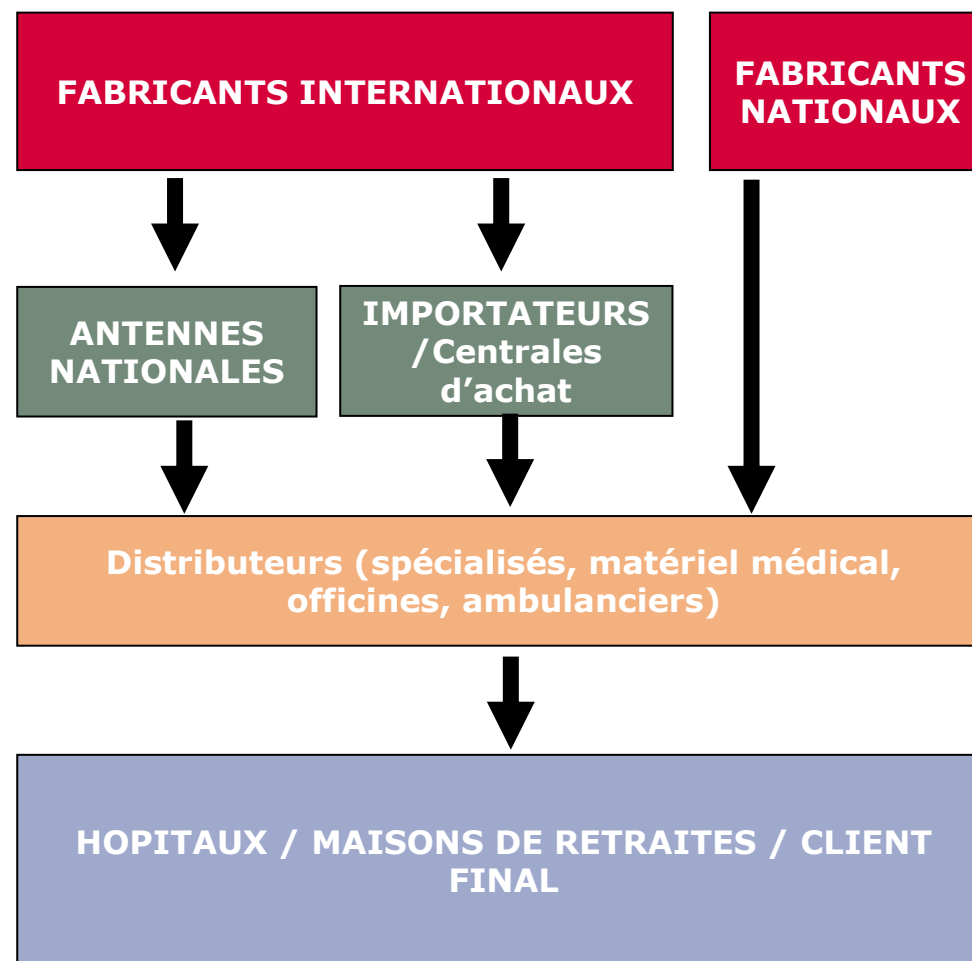 FABRICANTS INTERNATIONAUX
FABRICANTS
NATIONAUX
ANTENNES
NATIONALES
IMPORTATEURS
/Centrales
d’achat
Distributeurs (spécialisés, matériel médical,
officines, ambulanciers)
HOPITAUX / MAISONS DE RETRAITES / CLIENT
FINAL